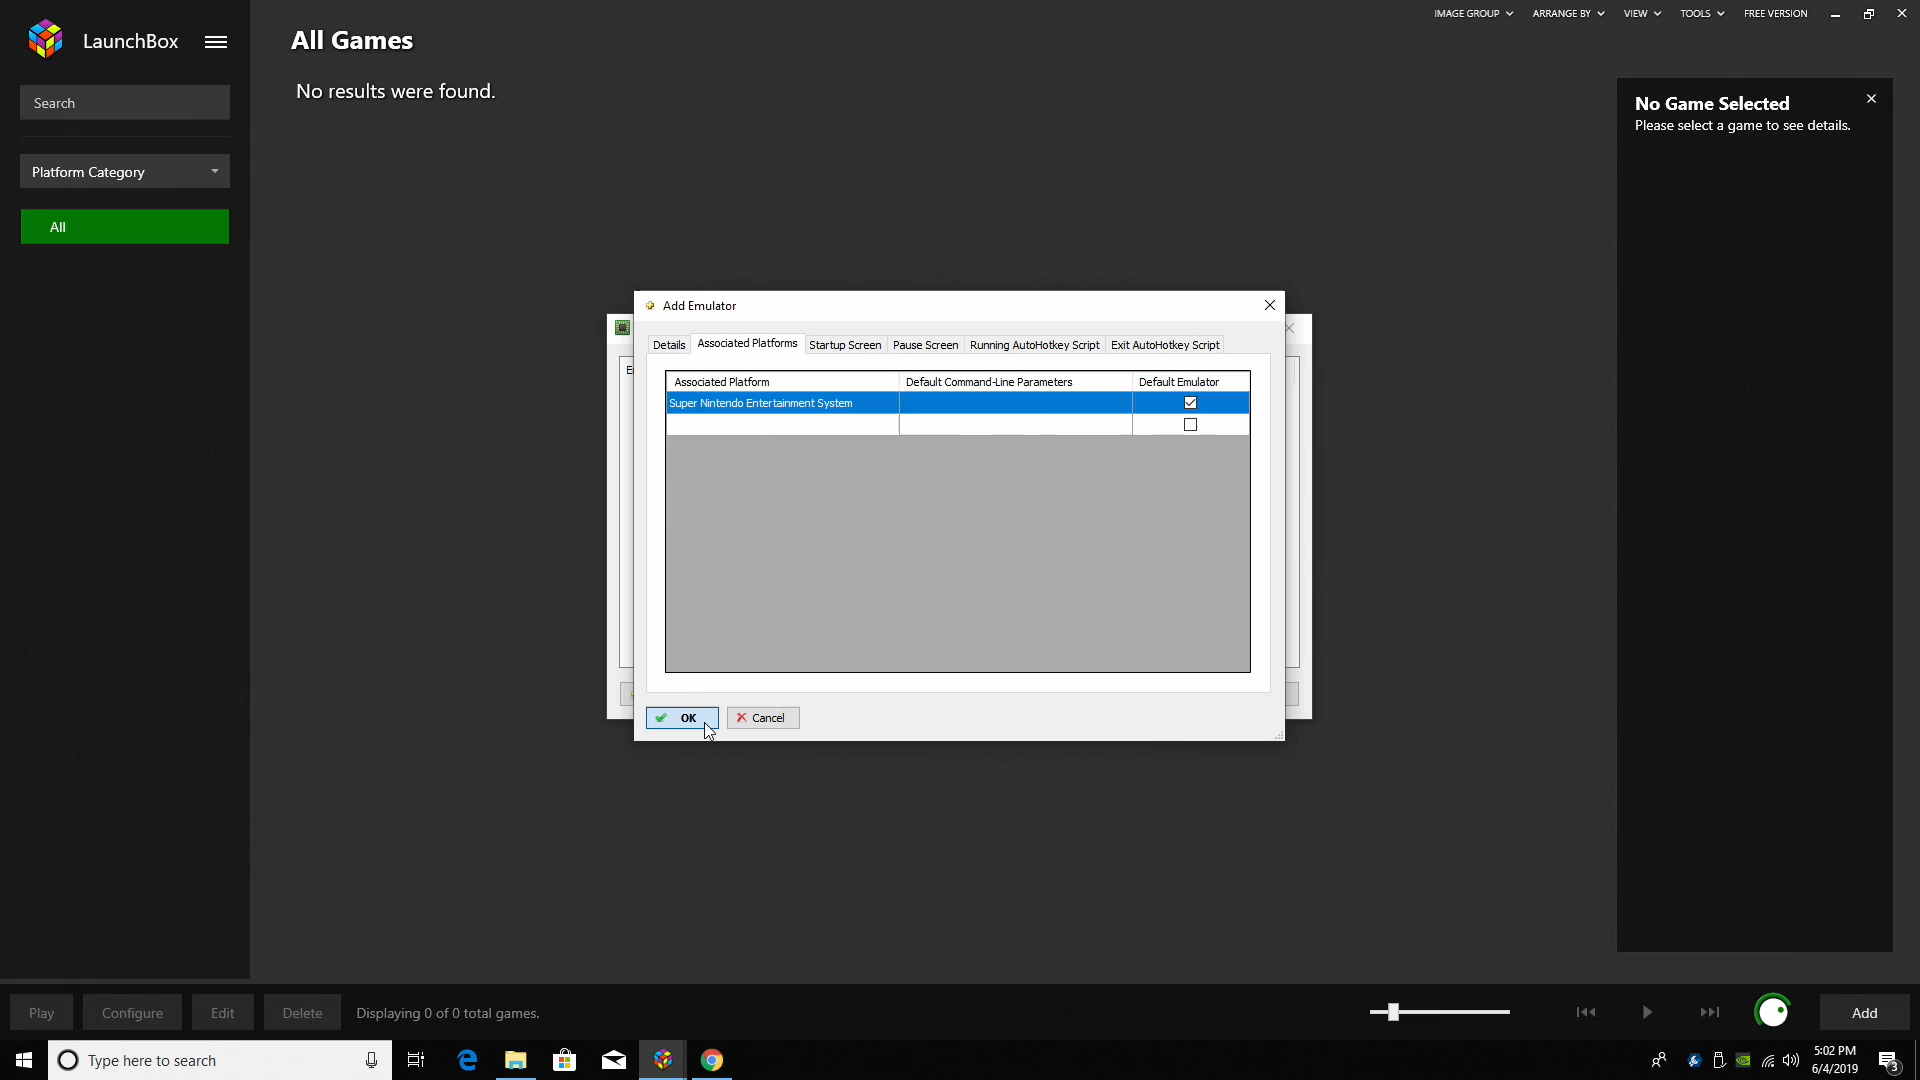 IMAGE GROUP ARRANGE BY VIEW TOOLS FREE VERSION
LaunchBox
All Games
Search
No results were found.
No Game Selected
Please select a game to see details.
Platform Category
All
Add Emulator
Details Associated Platforms Startup Screen Pause Screen Running AutoHotkey Script Exit AutoHotkey Script
Associated Platform Default Command-Line Parameters Default Emulator
Super Nintendo Entertainment System
OK Cancel
Play Configure Edit Delete Displaying 0 of 0 total games. Add
Type here to search
5:02 PM
6/4/2019
3